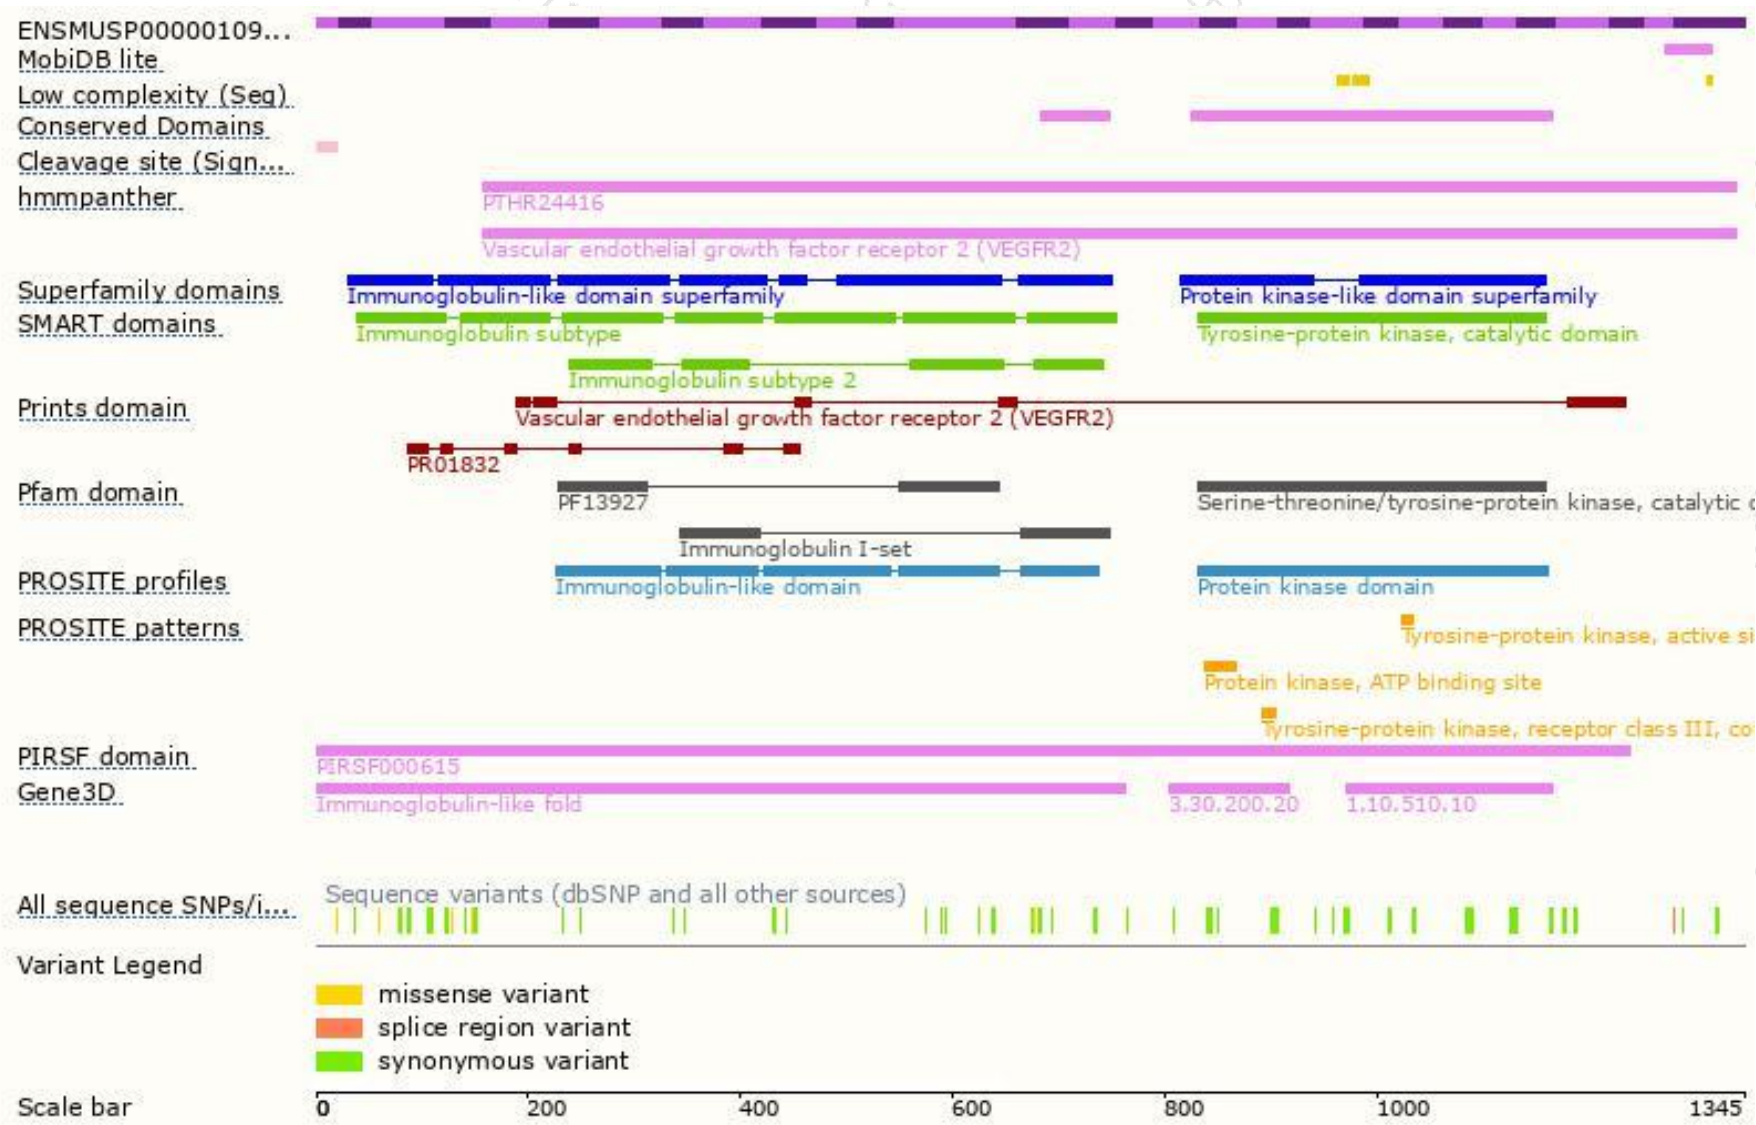 ENSMUSP00000109...
MobiDB lite
Low complexity (Seg)
Conserved Domains
Cleavage site (Sign...
hmmpanther
PTHR24416
Vascular endothelial growth factor receptor 2 (VEGFR2)
Superfamily domains
Immunoglobulin-like domain superfamily
Protein kinase-like domain superfamily
SMART domains
Immunoglobulin subtype
Tyrosine-protein kinase, catalytic domain
Immunoglobulin subtype 2
Prints domain
Vascular endothelial growth factor receptor 2 (VEGFR2)
PR01832
Pfam domain
PF13927
Serine-threonine/tyrosine-protein kinase, catalytic
Immunoglobulin I-set
PROSITE profiles
Immunoglobulin-like domain
Protein kinase domain
PROSITE patterns
Tyrosine-protein kinase, active si
Protein kinase, ATP binding site
Tyrosine-protein kinase, receptor class III, co
PIRSF domain
PIRSF000615
Gene3D
Immunoglobulin-like fold
3.30.200.20
1.10.510.10
All sequence SNPs/i...
Sequence variants (dbSNP and all other sources)
Variant Legend
missense variant
splice region variant
synonymous variant
Scale bar
0
200
400
600
800
1000
1345